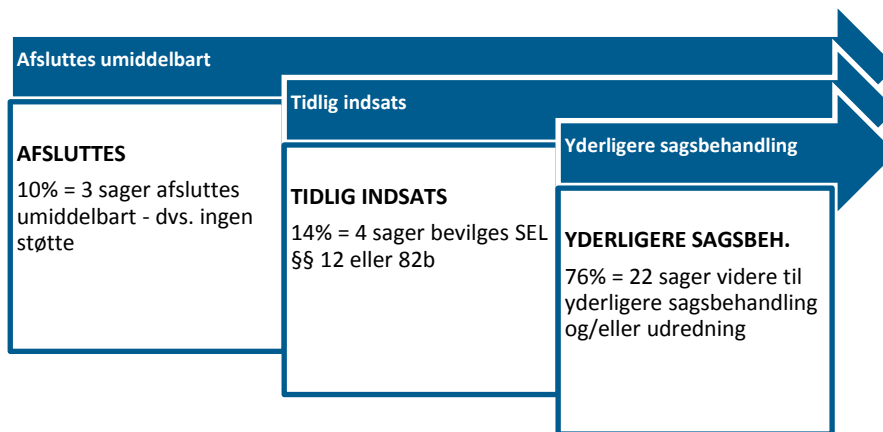 Afsluttes umiddelbart
Tidlig indsats
Yderligere sagsbehandling
AFSLUTTES
10% = 3 sager afsluttes
umiddelbart - dvs. ingen
støtte
TIDLIG INDSATS
14% = 4 sager bevilges SEL
§§ 12 eller 82b
YDERLIGERE SAGSBEH.
76% = 22 sager videre til
yderligere sagsbehandling
og/eller udredning